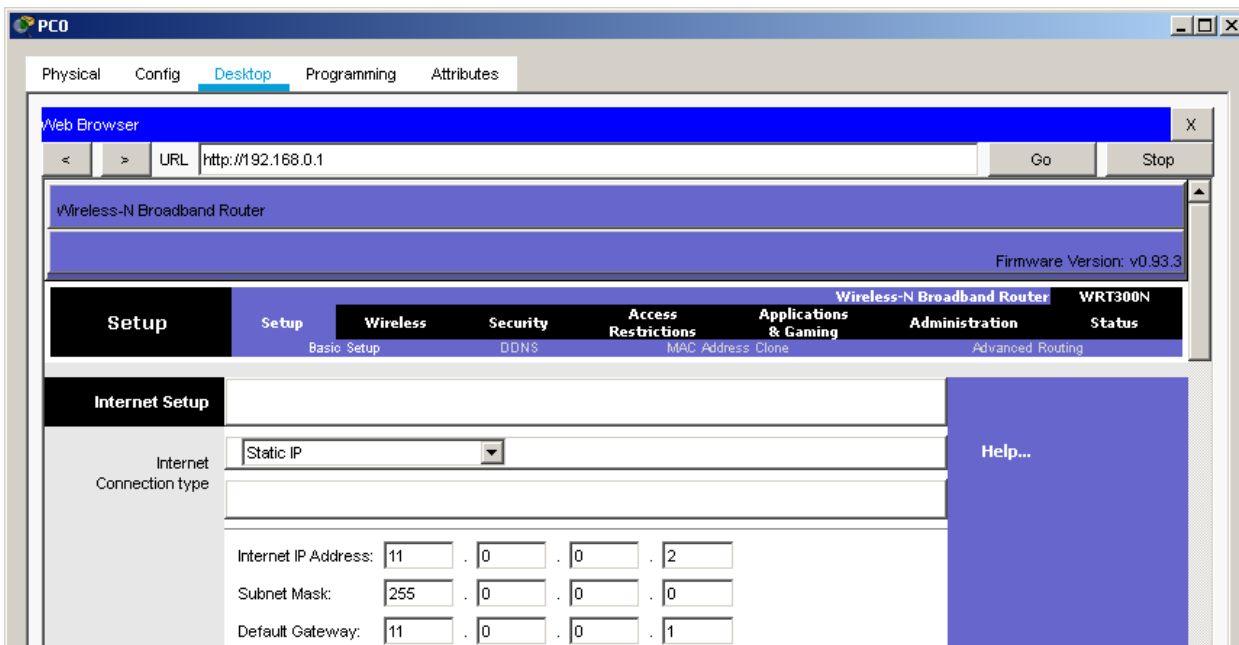 PC0
Physical Config Desktop Programming Attributes
Web Browser X
< > URL http://192.168.0.1 Go Stop
Wireless-N Broadband Router
Firmware Version: v0.93.3
Wireless-N Broadband Router WRT300N
Setup Setup Wireless Security Access Restrictions Applications & Gaming Administration Status
Basic Setup DDNS MAC Address Clone Advanced Routing
Internet Setup
Internet Connection type Static IP Help...
Internet IP Address: 11 . 0 . 0 . 2
Subnet Mask: 255 . 0 . 0 . 0
Default Gateway: 11 . 0 . 0 . 1